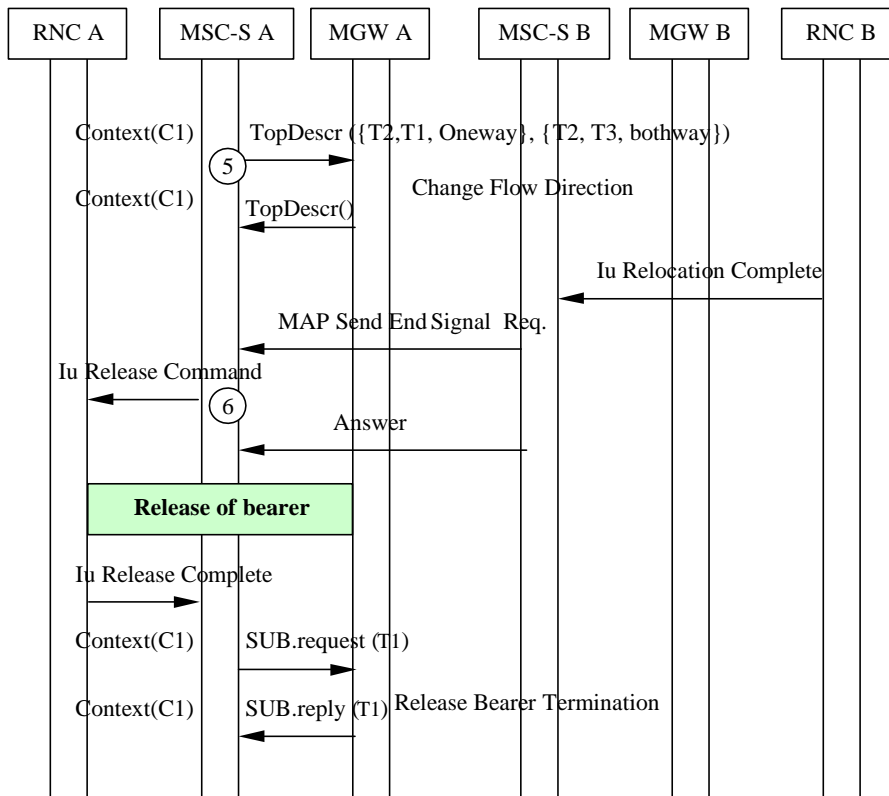 RNC A
MSC-S A
MGW A
MSC-S B
MGW B
RNC B
Context(C1)
TopDescr ({T2,T1, Oneway}, {T2, T3, bothway})
5
Change Flow Direction
Context(C1)
TopDescr()
Iu Relocation Complete
MAP Send End Signal Req.
Iu Release Command
6
Answer
Release of bearer
Iu Release Complete
Context(C1)
SUB.request (T1)
Context(C1)
SUB.reply (T1)
Release Bearer Termination